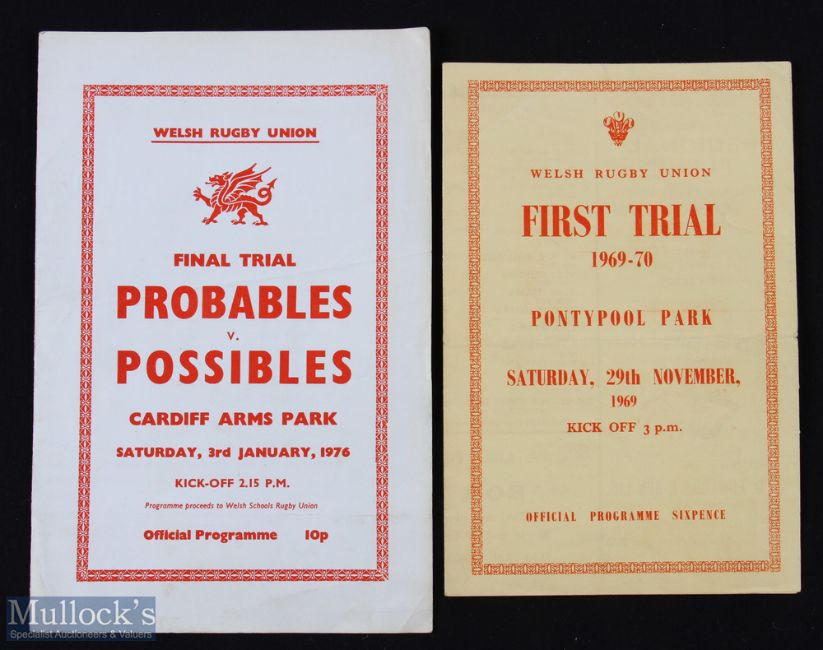 WELSH RUGBY UNION
FINAL TRIAL
PROBABLES
v.
POSSIBLES
CARDIFF ARMS PARK
SATURDAY, 3rd JANUARY, 1976
KICK-OFF 2.15 P.M.
Programme proceeds to Welsh Schools Rugby Union
Official Programme 10p
WELSH RUGBY UNION
FIRST TRIAL
1969-70
PONTYPOOL PARK
SATURDAY, 29th NOVEMBER,
1969
KICK OFF 3 p.m.
OFFICIAL PROGRAMME SIXPENCE
Mullock's
Specialist Auctioneers & Valuers